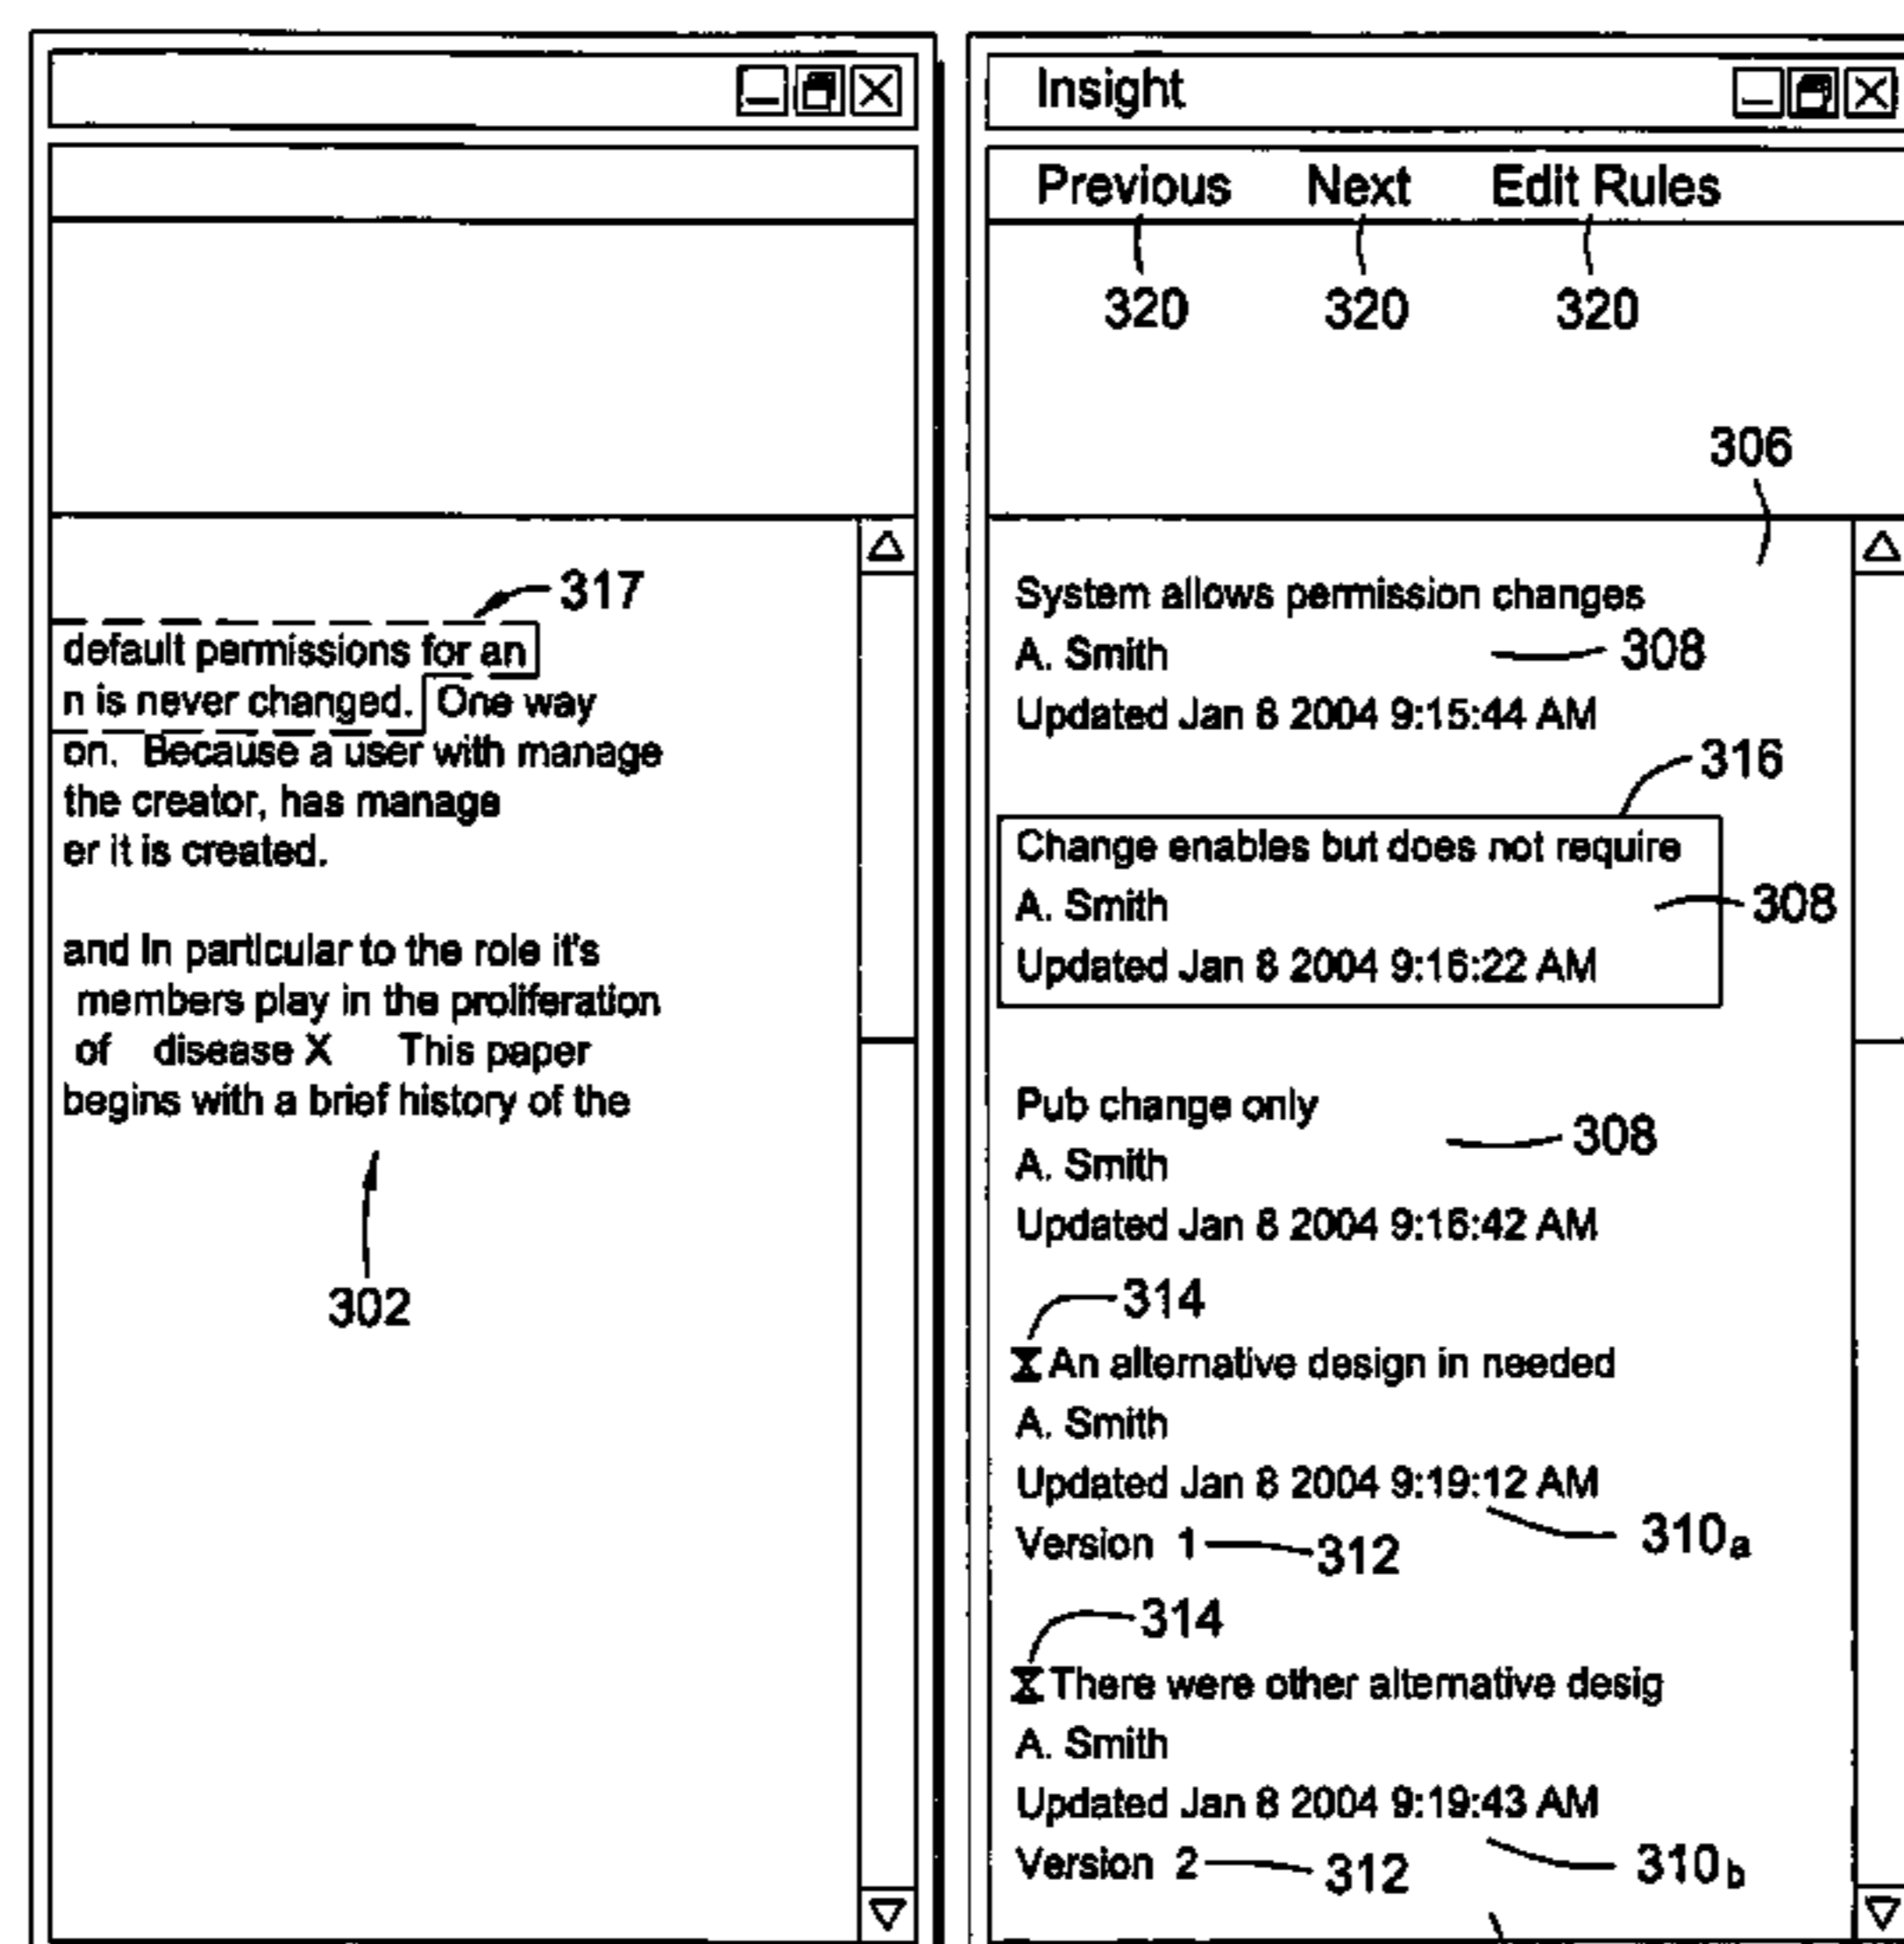 317
default permissions for an
n is never changed. One way
on. Because a user with manage
the creator, has manage
er it is created.
and in particular to the role it's
members play in the proliferation
of disease X This paper
begins with a brief history of the
302
Insight
Previous Next Edit Rules
320 320 320
306
System allows permission changes
A. Smith 308
Updated Jan 8 2004 9:15:44 AM
316
Change enables but does not require
A. Smith 308
Updated Jan 8 2004 9:16:22 AM
Pub change only
308
A. Smith
Updated Jan 8 2004 9:16:42 AM
314
An alternative design in needed
A. Smith
Updated Jan 8 2004 9:19:12 AM
310a
Version 1 312
314
There were other alternative desig
A. Smith
Updated Jan 8 2004 9:19:43 AM
310b
Version 2 312